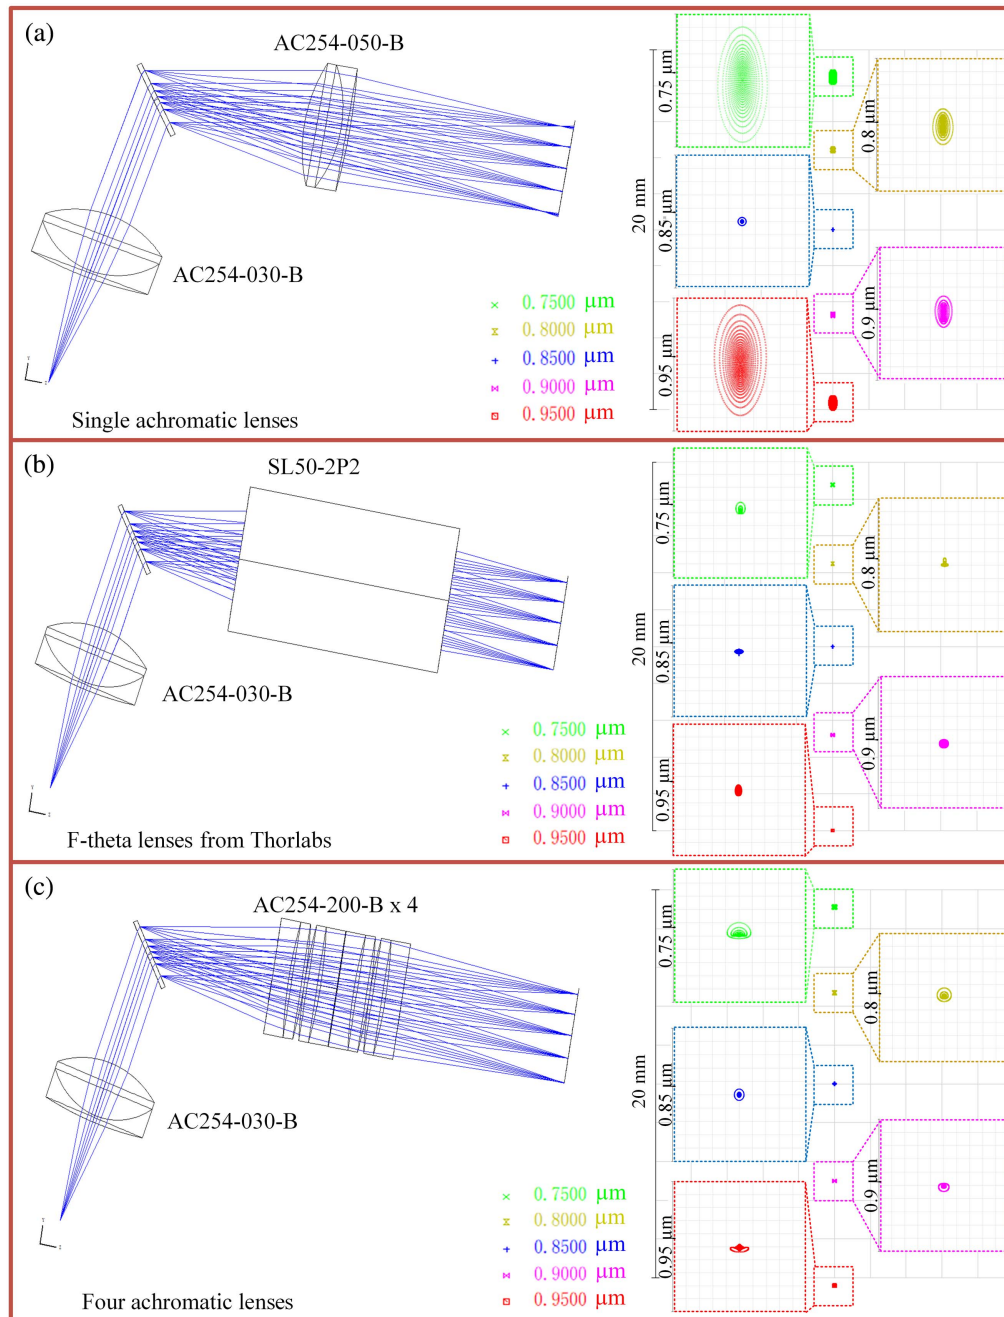 (a)
AC254-050-B
AC254-030-B
0.7500 μm
0.8000 μm
0.8500 μm
0.9000 μm
0.9500 μm
Single achromatic lenses
20 mm
0.75 μm
0.8 μm
0.85 μm
0.9 μm
0.95 μm
(b)
SL50-2P2
AC254-030-B
0.7500 μm
0.8000 μm
0.8500 μm
0.9000 μm
0.9500 μm
F-theta lenses from Thorlabs
20 mm
0.75 μm
0.8 μm
0.85 μm
0.9 μm
0.95 μm
(c)
AC254-200-B x 4
AC254-030-B
0.7500 μm
0.8000 μm
0.8500 μm
0.9000 μm
0.9500 μm
Four achromatic lenses
20 mm
0.75 μm
0.8 μm
0.85 μm
0.9 μm
0.95 μm